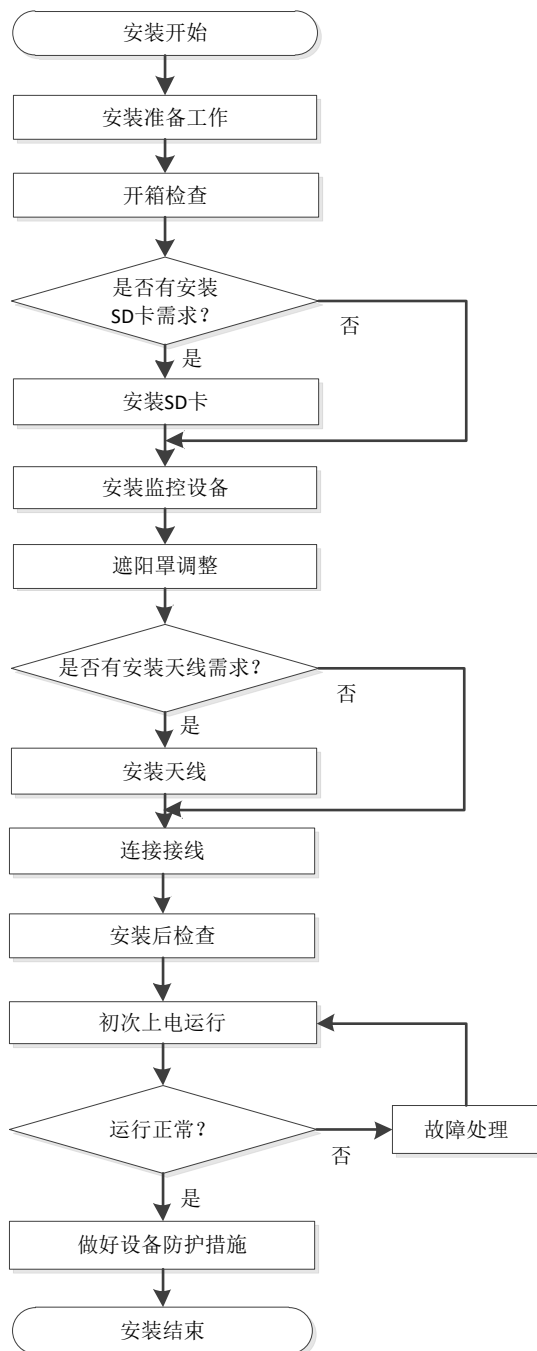 安装开始
安装准备工作
开箱检查
是否有安装
SD卡需求？
否
是
安装SD卡
安装监控设备
遮阳罩调整
是否有安装天线需求？
否
是
安装天线
连接接线
安装后检查
初次上电运行
运行正常？
故障处理
否
是
做好设备防护措施
安装结束